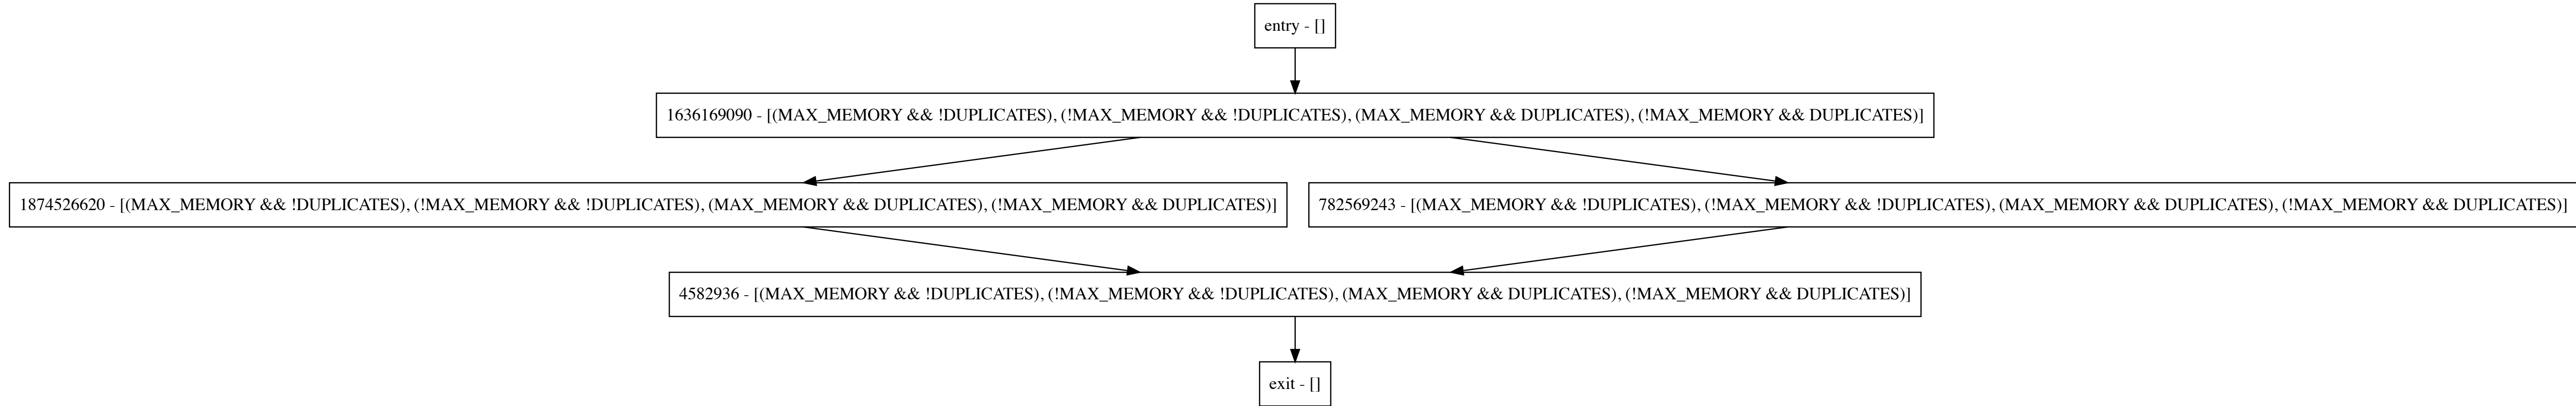 entry - []
1636169090 - [(MAX_MEMORY && !DUPLICATES), (!MAX_MEMORY && !DUPLICATES), (MAX_MEMORY && DUPLICATES), (!MAX_MEMORY && DUPLICATES)]
1874526620 - [(MAX_MEMORY && !DUPLICATES), (!MAX_MEMORY && !DUPLICATES), (MAX_MEMORY && DUPLICATES), (!MAX_MEMORY && DUPLICATES)]
782569243 - [(MAX_MEMORY && !DUPLICATES), (!MAX_MEMORY && !DUPLICATES), (MAX_MEMORY && DUPLICATES), (!MAX_MEMORY && DUPLICATES)]
4582936 - [(MAX_MEMORY && !DUPLICATES), (!MAX_MEMORY && !DUPLICATES), (MAX_MEMORY && DUPLICATES), (!MAX_MEMORY && DUPLICATES)]
exit - []